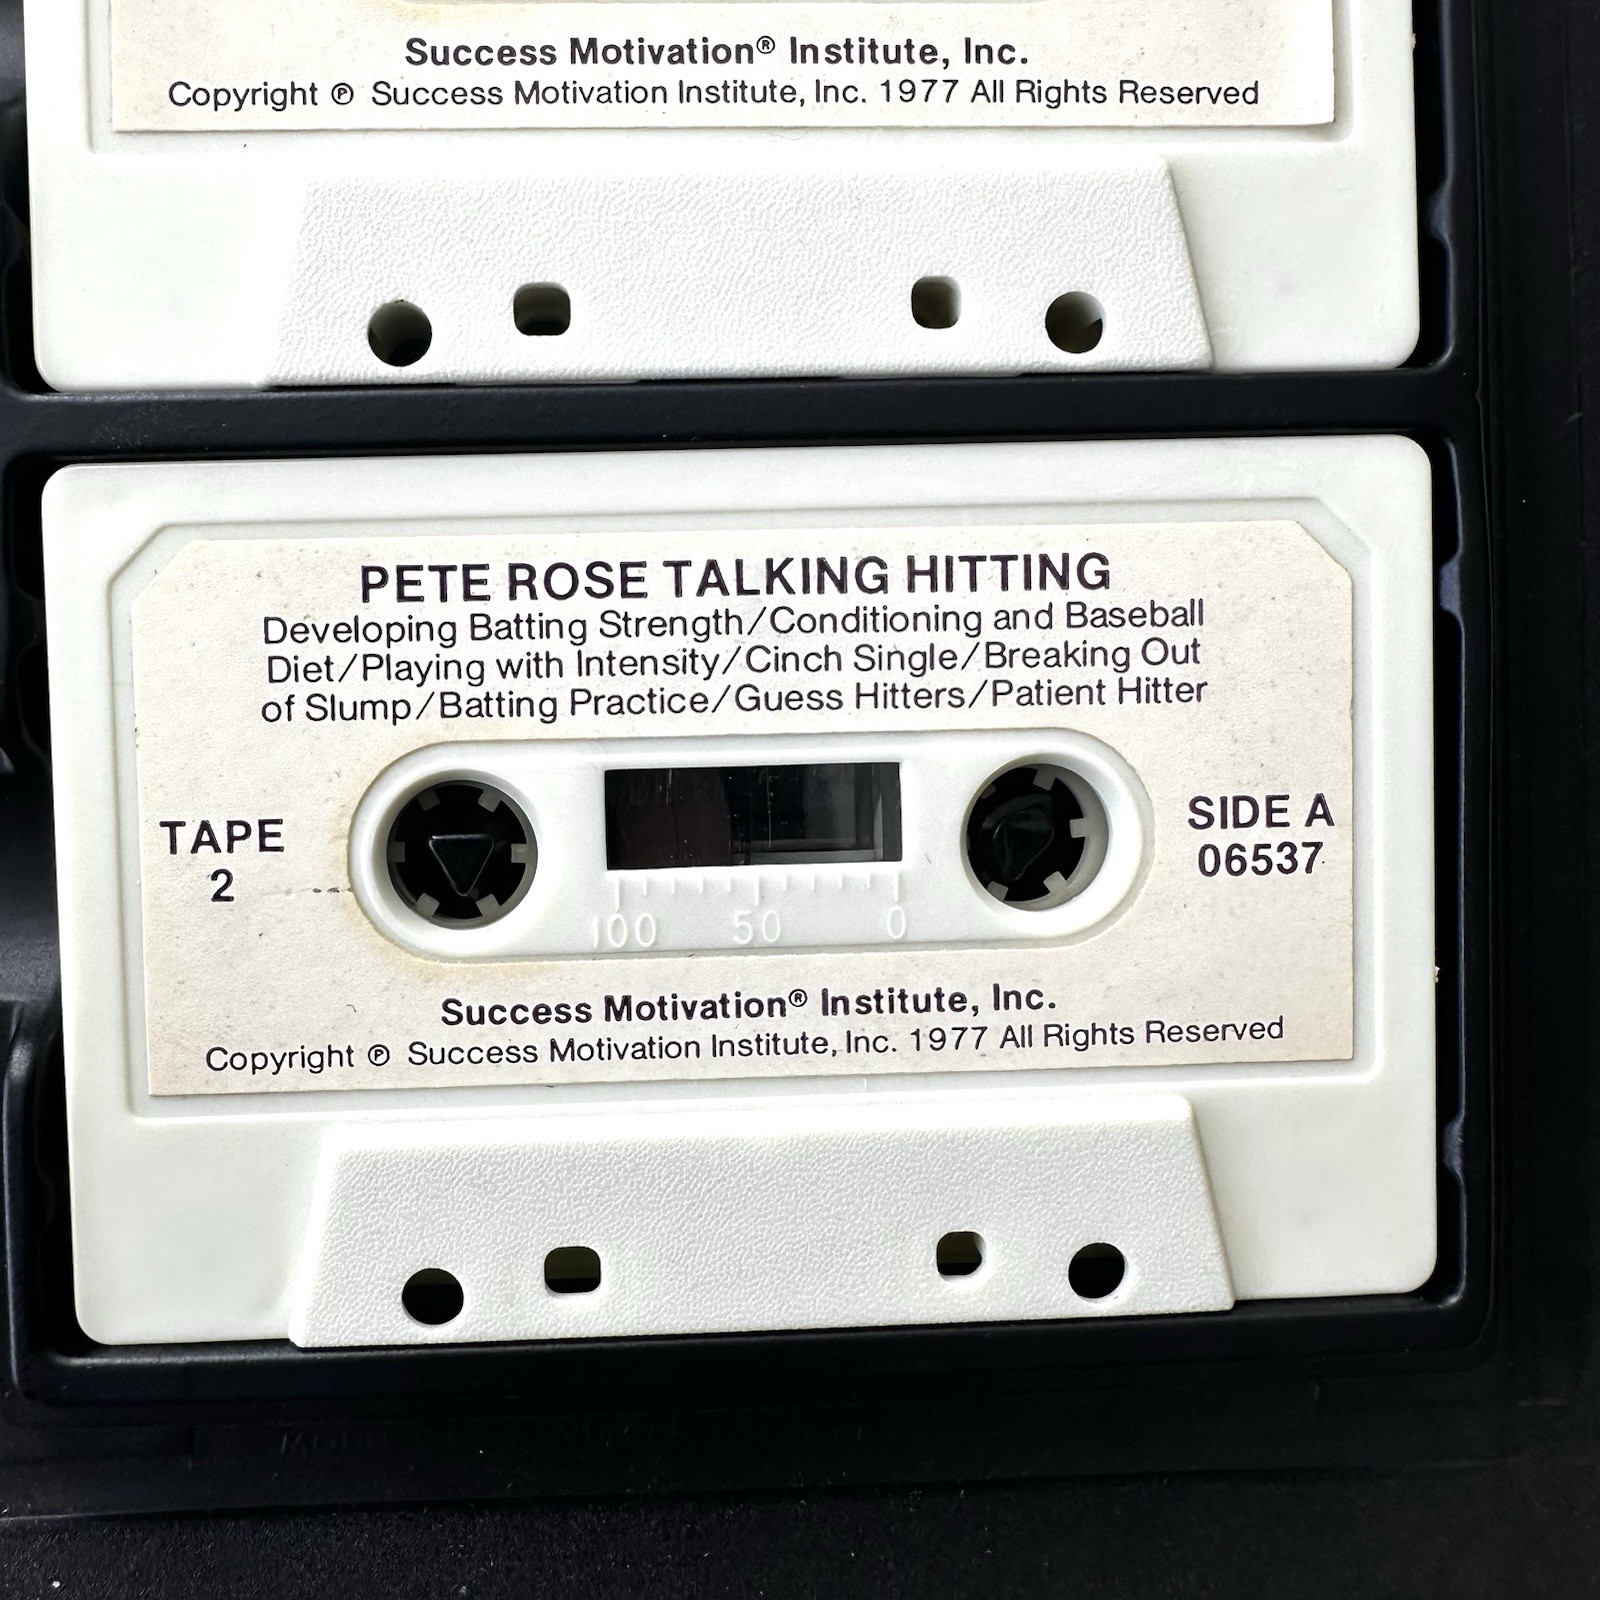 Success Motivation® Institute, Inc.
Copyright ℗ Success Motivation Institute, Inc. 1977 All Rights Reserved
PETE ROSE TALKING HITTING
Developing Batting Strength/Conditioning and Baseball
Diet/Playing with Intensity/Cinch Single/Breaking Out
of Slump/Batting Practice/Guess Hitters/Patient Hitter
TAPE
2
SIDE A
06537
100 50 0
Success Motivation® Institute, Inc.
Copyright ℗ Success Motivation Institute, Inc. 1977 All Rights Reserved